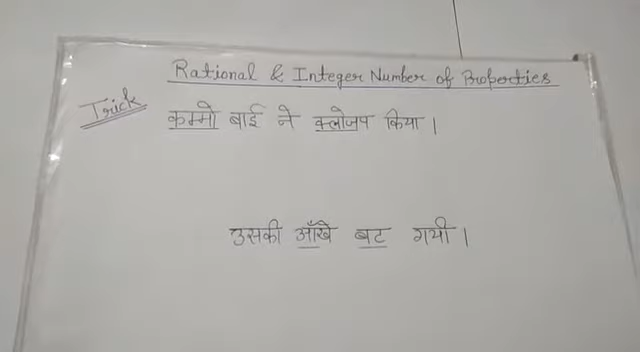 Rational & Integer Number of Properties
Trick
कम्मो बाई ने क्लोजप किया।
उसकी आँखे बट गयी।